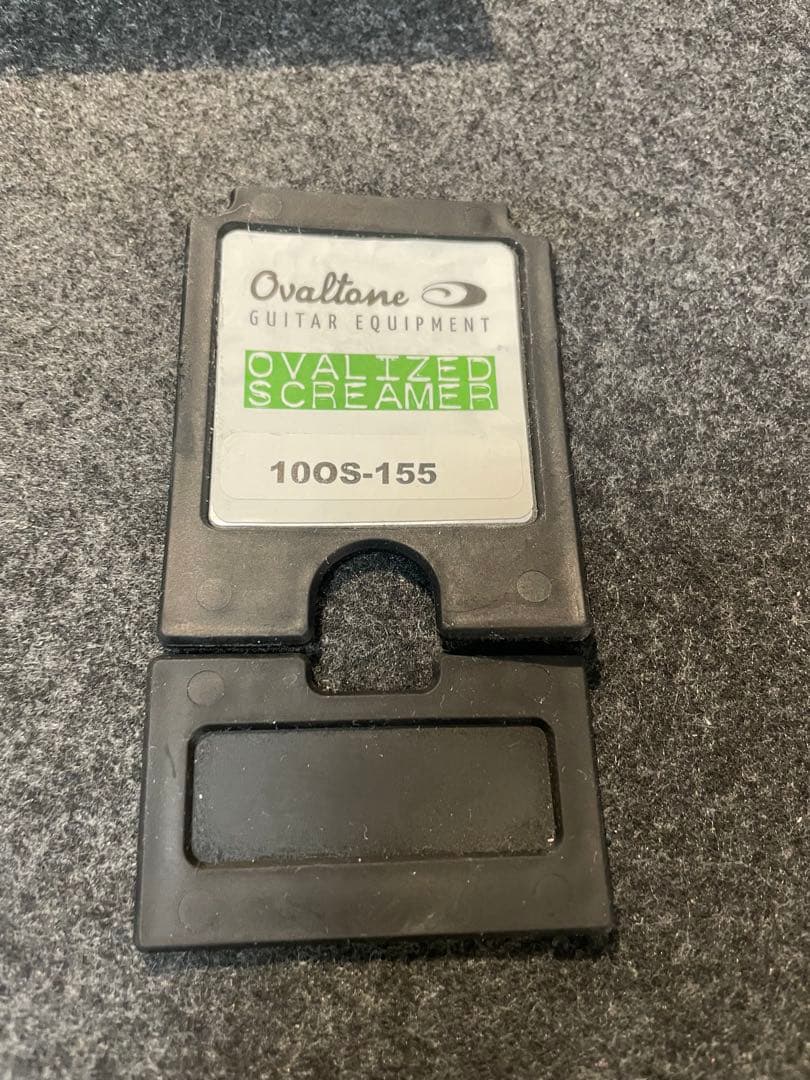 Ovaltone
GUITAR EQUIPMENT
OVALIZED
SCREAMER
10OS-155